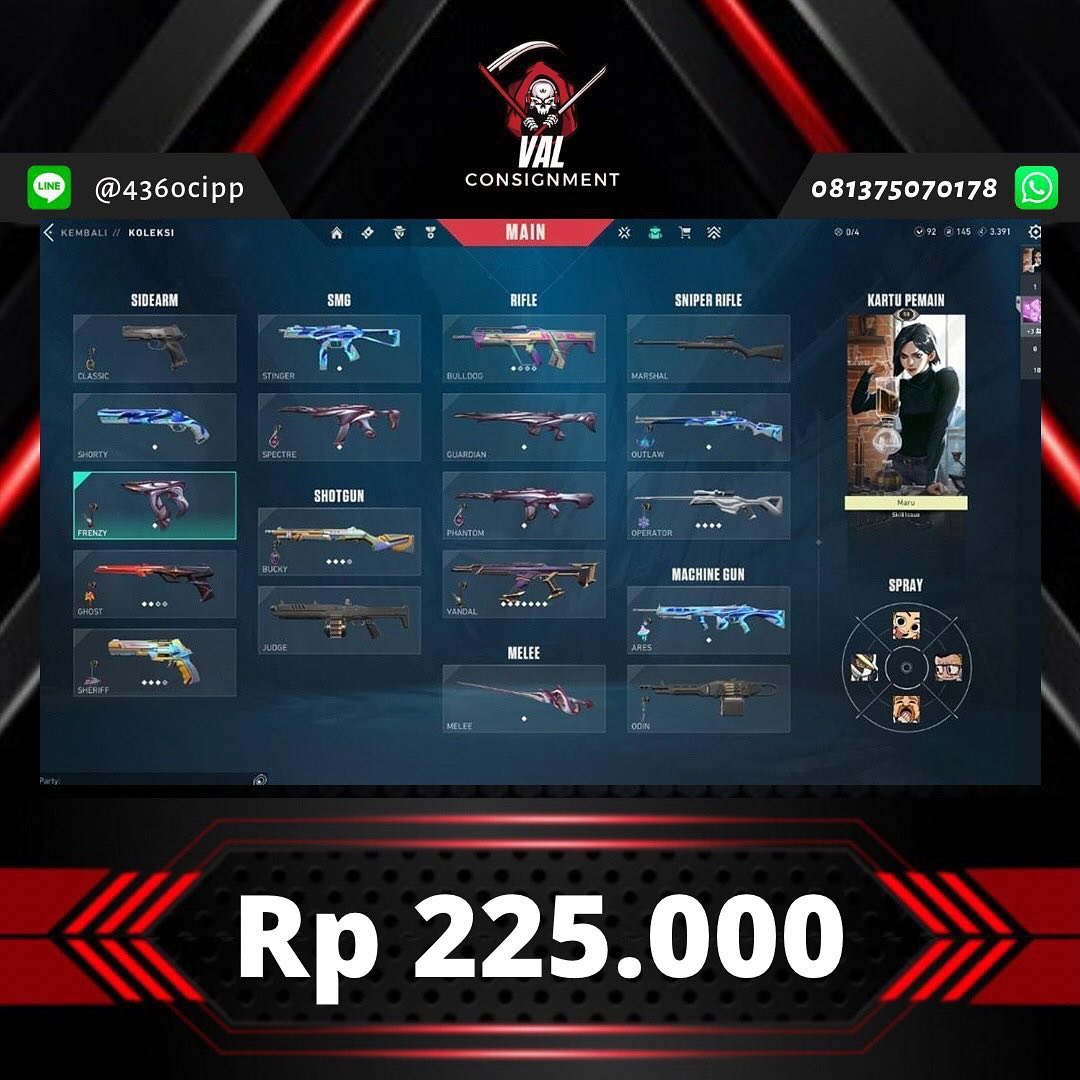 VAL
CONSIGNMENT
LINE
@436ocipp
081375070178
KEMBALI // KOLEKSI
MAIN
0/4
92 145 3.391
SIDEARM
SMG
RIFLE
SNIPER RIFLE
KARTU PEMAIN
CLASSIC
STINGER
BULLDOG
MARSHAL
SHORTY
SPECTRE
GUARDIAN
OUTLAW
FRENZY
SHOTGUN
BUCKY
PHANTOM
OPERATOR
Maru
Skill Issue
GHOST
JUDGE
VANDAL
MACHINE GUN
ARES
SPRAY
SHERIFF
MELEE
MELEE
ODIN
Party:
Rp 225.000